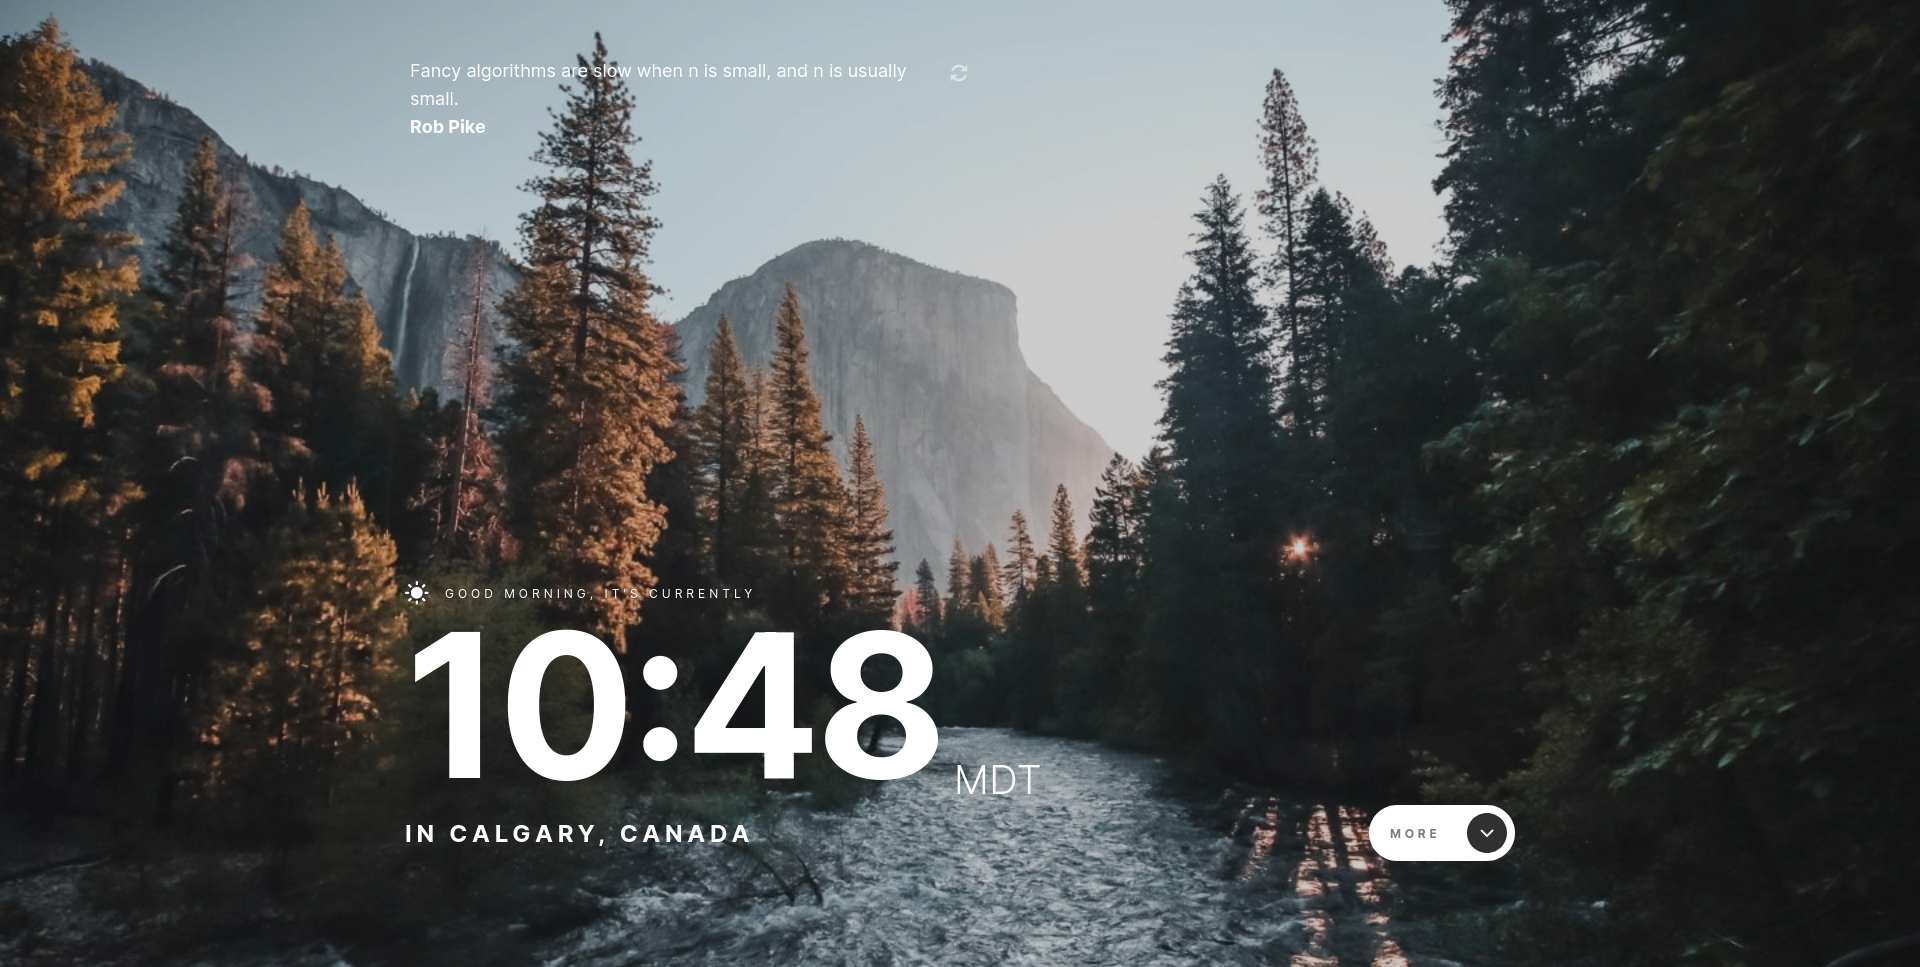 Fancy algorithms are slow when n is small, and n is usually
small.
Rob Pike
GOOD MORNING, IT'S CURRENTLY
10:48 MDT
IN CALGARY, CANADA
MORE